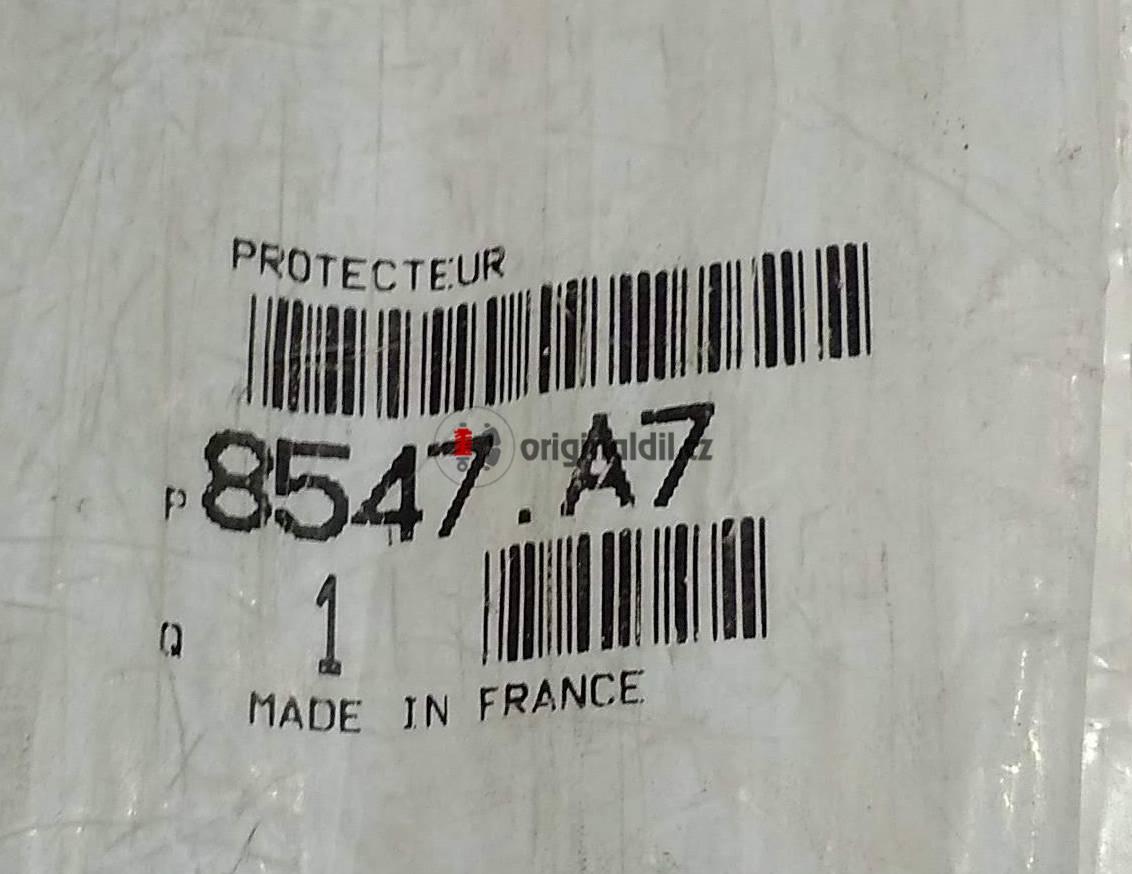 PROTECTEUR
P 8547.A7
originaldil.cz
Q 1
MADE IN FRANCE